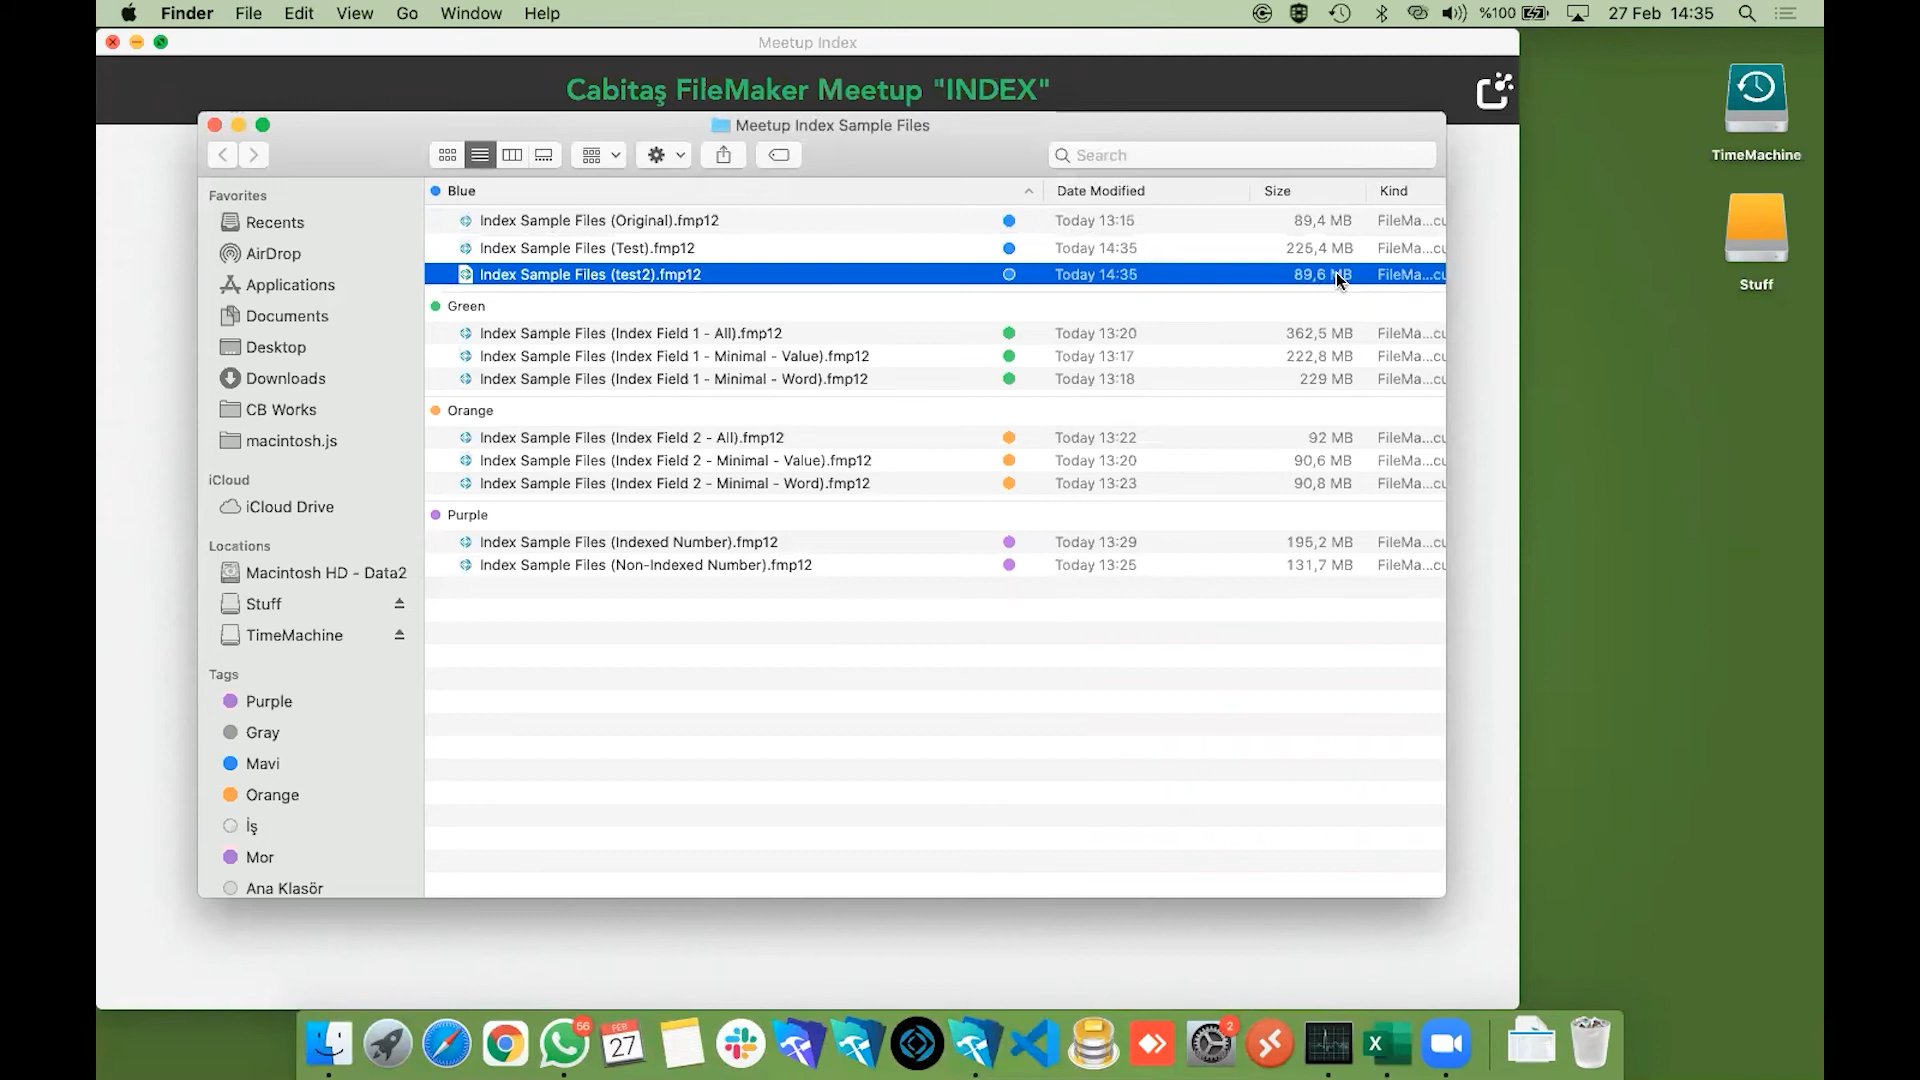 Finder File Edit View Go Window Help %100 27 Feb 14:35
Meetup Index
Cabitaş FileMaker Meetup "INDEX"
Meetup Index Sample Files
Search
Favorites
Recents
AirDrop
Applications
Documents
Desktop
Downloads
CB Works
macintosh.js
iCloud
iCloud Drive
Locations
Macintosh HD - Data2
Stuff
TimeMachine
Tags
Purple
Gray
Mavi
Orange
İş
Mor
Ana Klasör
Blue Date Modified Size Kind
Index Sample Files (Original).fmp12 Today 13:15 89,4 MB FileMa...cu
Index Sample Files (Test).fmp12 Today 14:35 225,4 MB FileMa...cu
Index Sample Files (test2).fmp12 Today 14:35 89,6 MB FileMa...cu
Green
Index Sample Files (Index Field 1 - All).fmp12 Today 13:20 362,5 MB FileMa...cu
Index Sample Files (Index Field 1 - Minimal - Value).fmp12 Today 13:17 222,8 MB FileMa...cu
Index Sample Files (Index Field 1 - Minimal - Word).fmp12 Today 13:18 229 MB FileMa...cu
Orange
Index Sample Files (Index Field 2 - All).fmp12 Today 13:22 92 MB FileMa...cu
Index Sample Files (Index Field 2 - Minimal - Value).fmp12 Today 13:20 90,6 MB FileMa...cu
Index Sample Files (Index Field 2 - Minimal - Word).fmp12 Today 13:23 90,8 MB FileMa...cu
Purple
Index Sample Files (Indexed Number).fmp12 Today 13:29 195,2 MB FileMa...cu
Index Sample Files (Non-Indexed Number).fmp12 Today 13:25 131,7 MB FileMa...cu
TimeMachine
Stuff
56
FEB
27
2
X